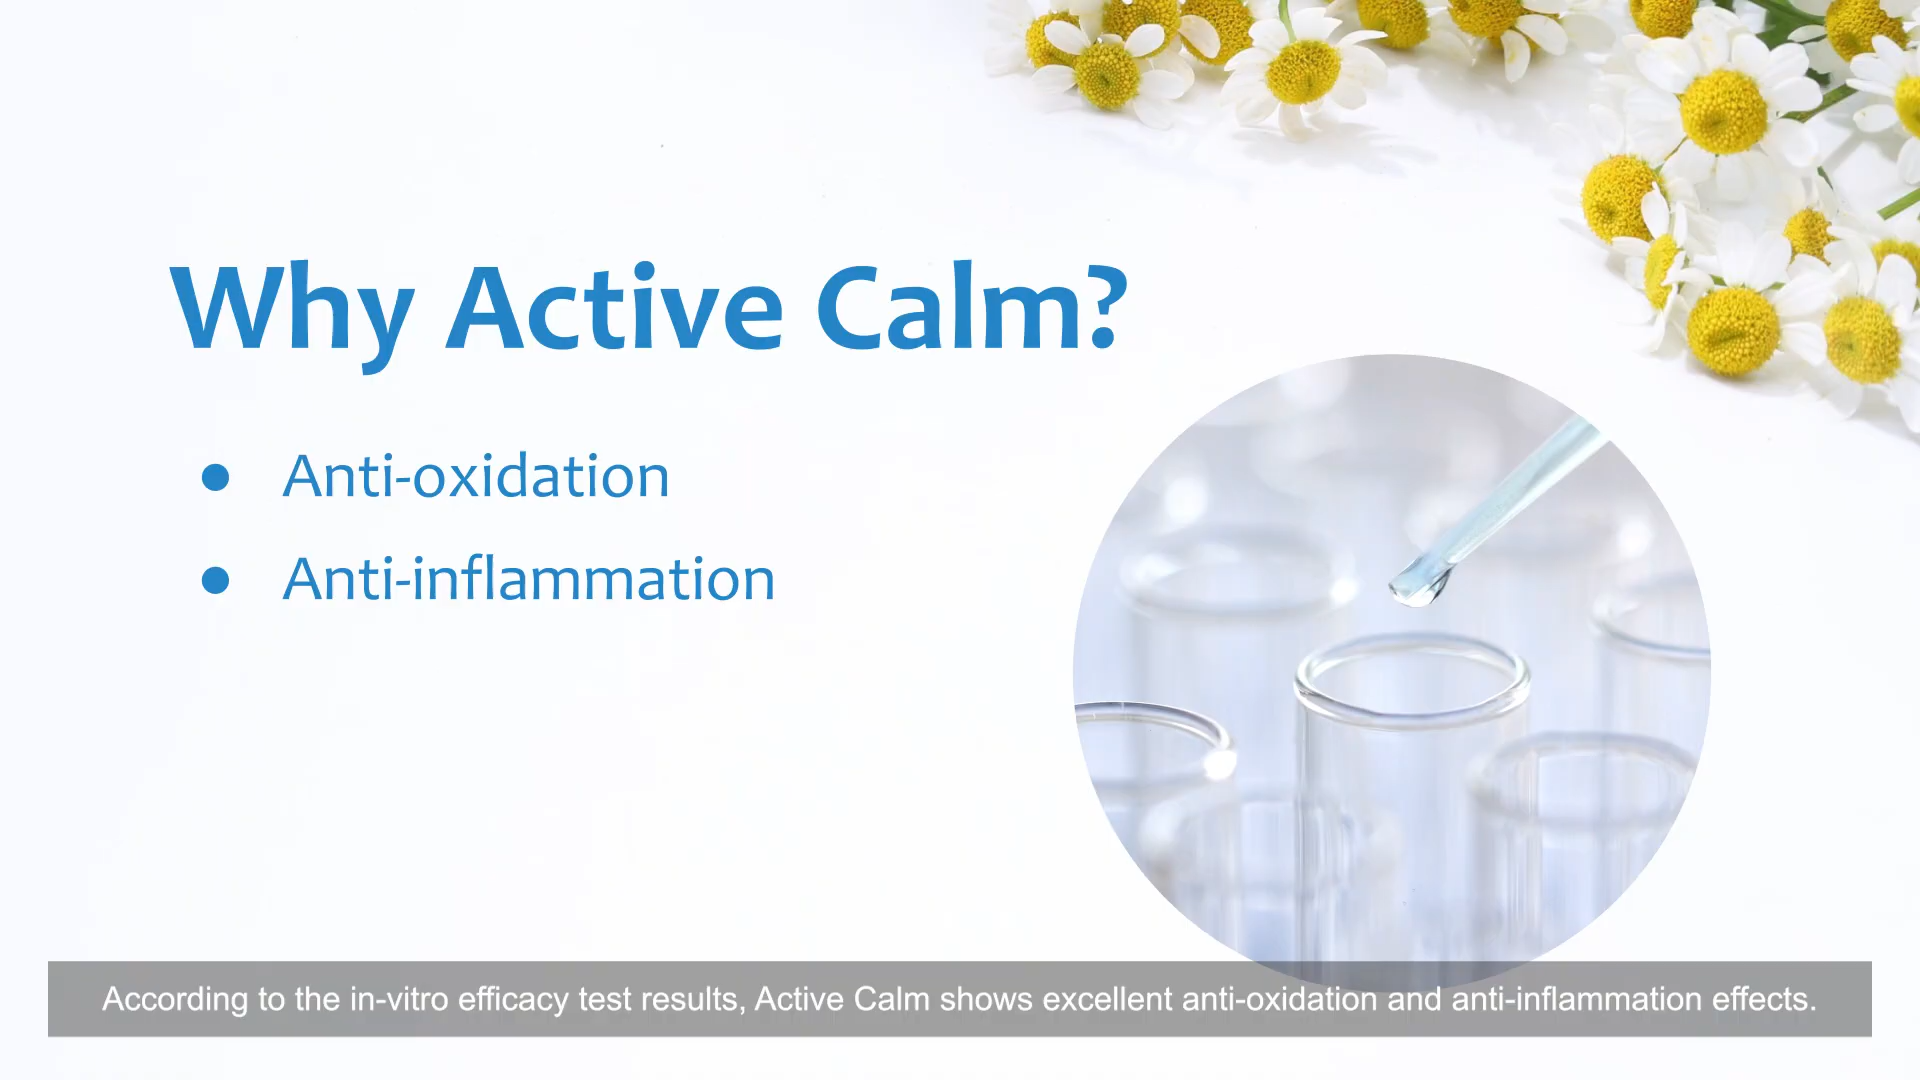 Why Active Calm?
● Anti-oxidation
● Anti-inflammation
According to the in-vitro efficacy test results, Active Calm shows excellent anti-oxidation and anti-inflammation effects.